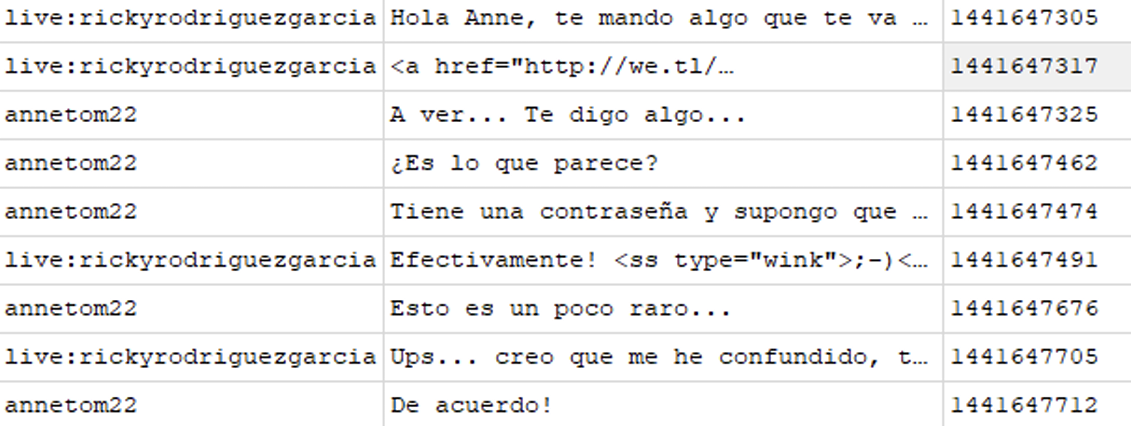 live:rickyrodriguezgarcia Hola Anne, te mando algo que te va … 1441647305
live:rickyrodriguezgarcia <a href="http://we.tl/… 1441647317
annetom22 A ver... Te digo algo... 1441647325
annetom22 ¿Es lo que parece? 1441647462
annetom22 Tiene una contraseña y supongo que … 1441647474
live:rickyrodriguezgarcia Efectivamente! <ss type="wink">;-)<… 1441647491
annetom22 Esto es un poco raro... 1441647676
live:rickyrodriguezgarcia Ups... creo que me he confundido, t… 1441647705
annetom22 De acuerdo! 1441647712